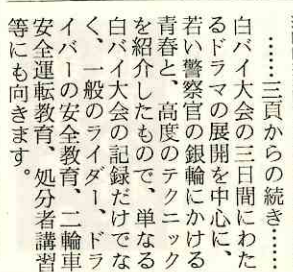 ……三頁からの続き……
白バイ大会の三日間にわた
るドラマの展開を中心に、
若い警察官の銀輪にかける
青春と、高度のテクニック
を紹介したもので、単なる
白バイ大会の記録だけでな
く、一般のライダー、ドラ
イバーの安全教育、二輪車
安全運転教育、処分者講習
等にも向きます。